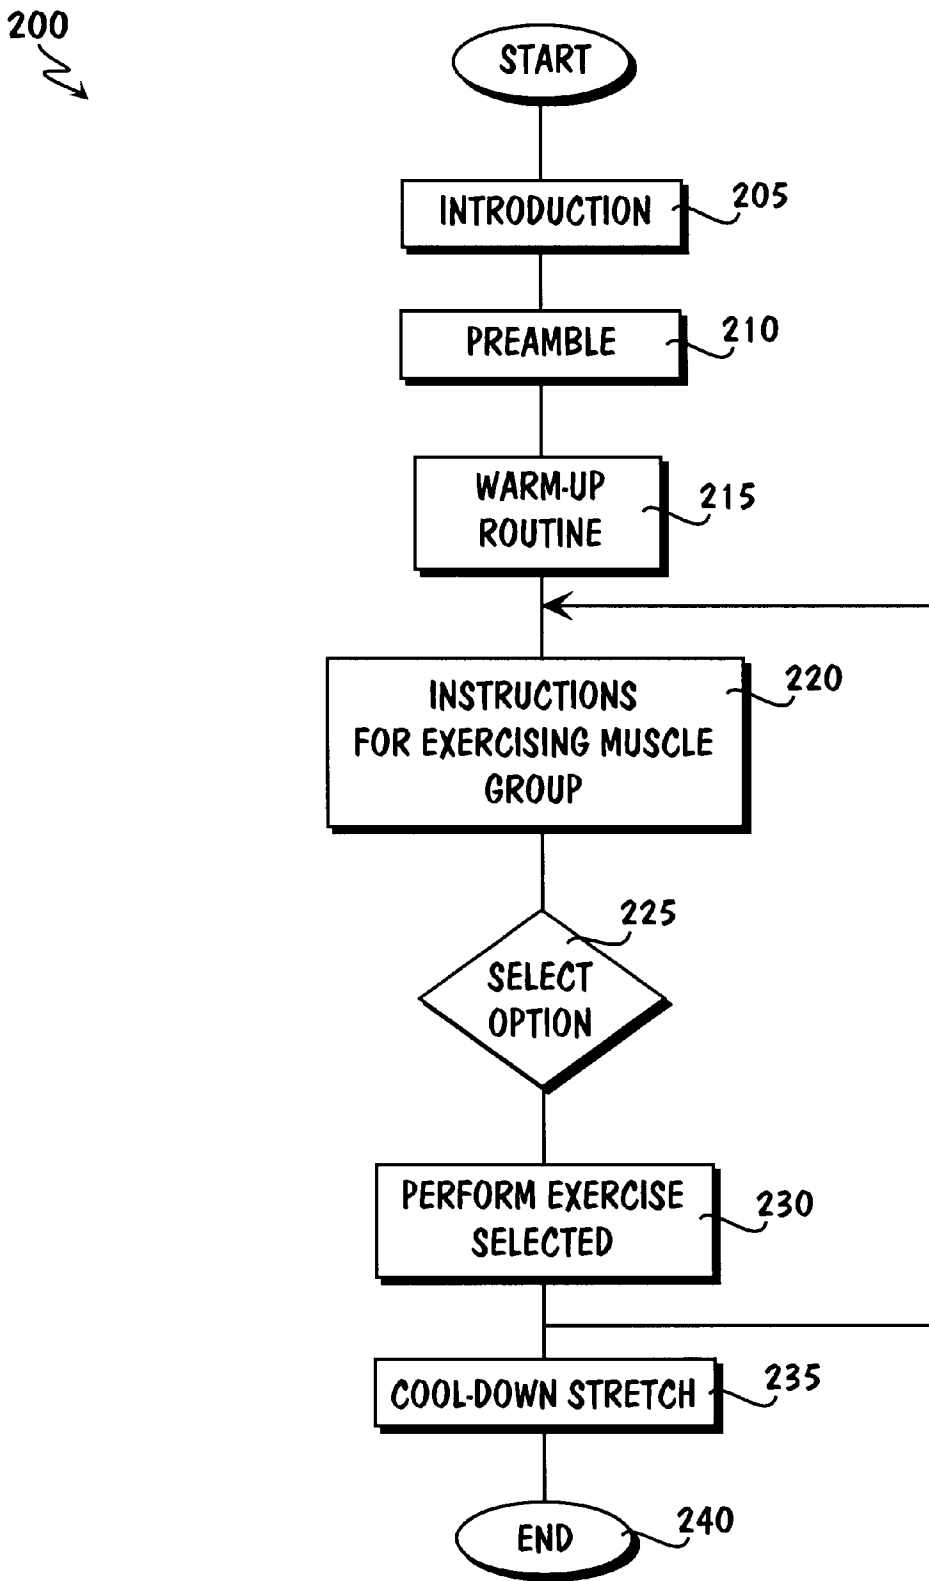 200
START
INTRODUCTION
205
PREAMBLE
210
WARM-UP
ROUTINE
215
INSTRUCTIONS
FOR EXERCISING MUSCLE
GROUP
220
SELECT
OPTION
225
PERFORM EXERCISE
SELECTED
230
COOL-DOWN STRETCH
235
END
240